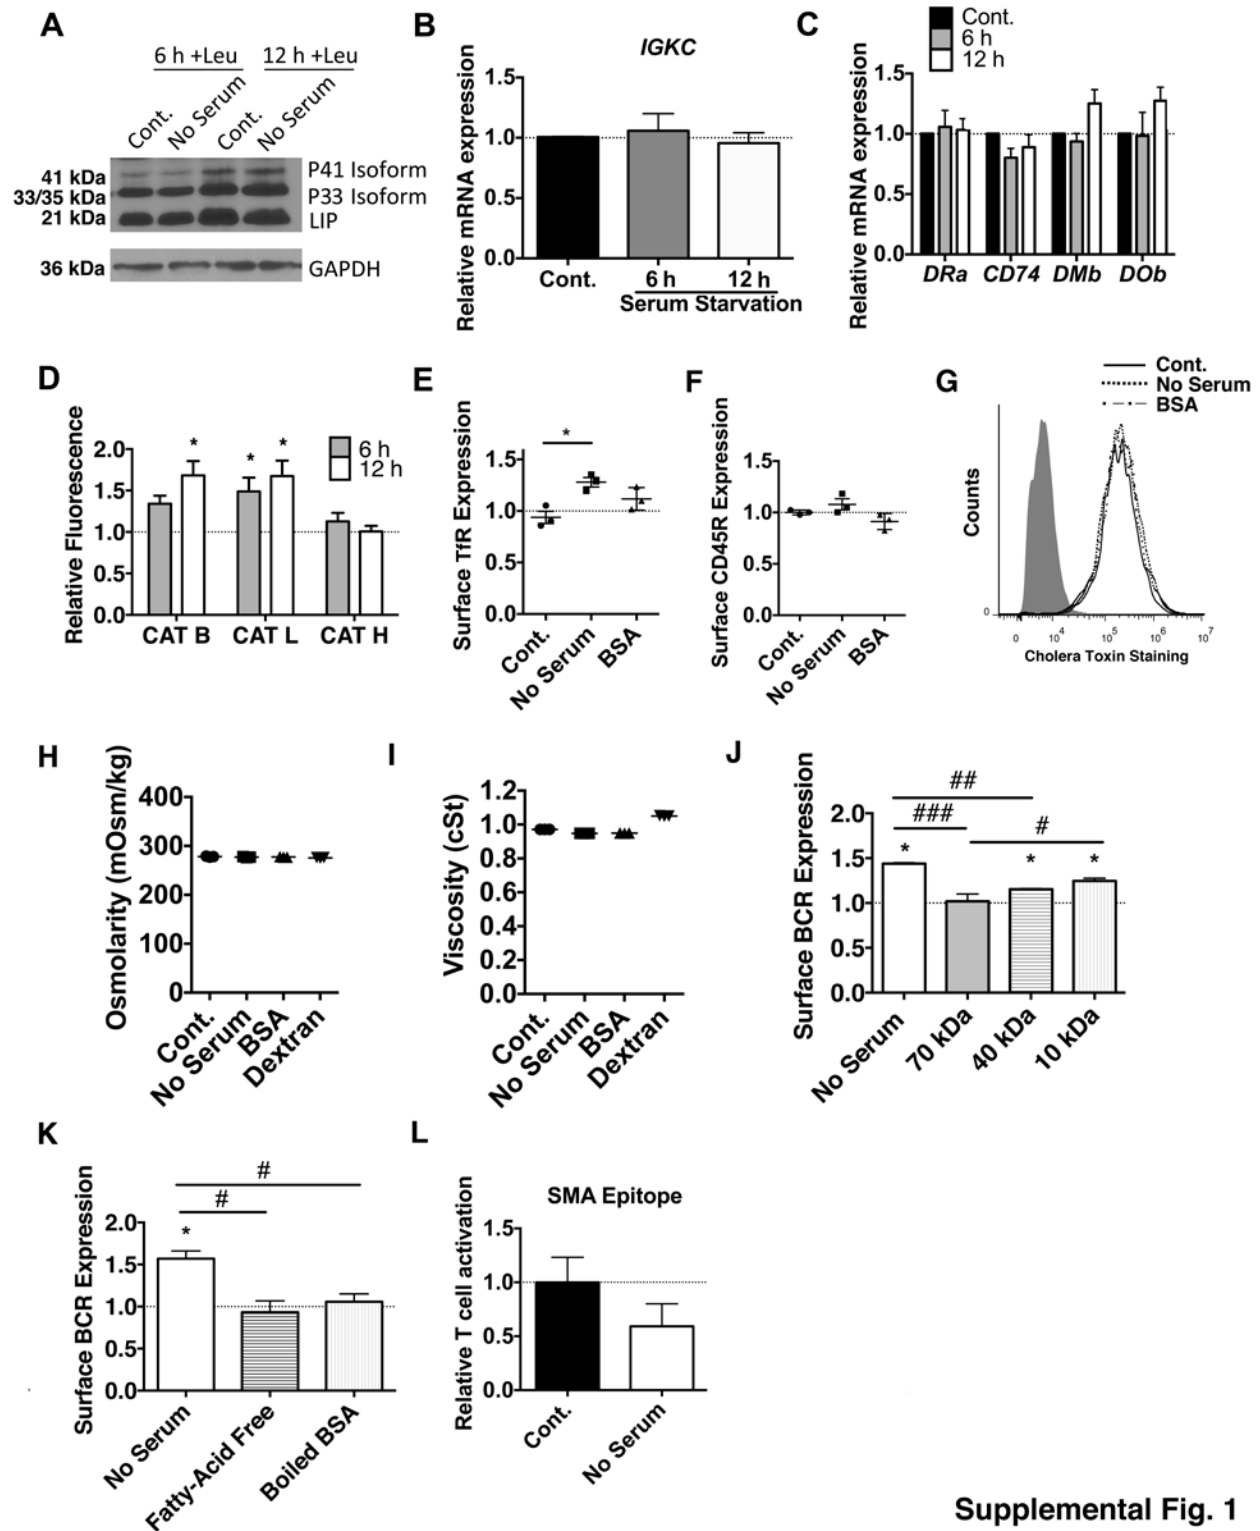 A
6 h +Leu
12 h +Leu
Cont.
No Serum
Cont.
No Serum
41 kDa
33/35 kDa
21 kDa
36 kDa
P41 Isoform
P33 Isoform
LIP
GAPDH
B
IGKC
Relative mRNA expression
1.5
1.0
0.5
0.0
Cont.
6 h
12 h
Serum Starvation
C
Cont.
6 h
12 h
Relative mRNA expression
1.5
1.0
0.5
0.0
DRa
CD74
DMb
DOb
D
Relative Fluorescence
2.0
1.5
1.0
0.5
0.0
*
*
*
6 h
12 h
CAT B
CAT L
CAT H
E
Surface TfR Expression
1.5
1.0
0.5
0.0
*
Cont.
No Serum
BSA
F
Surface CD45R Expression
1.5
1.0
0.5
0.0
Cont.
No Serum
BSA
G
Cont.
No Serum
BSA
Counts
0
0
10^4
10^5
10^6
10^7
Cholera Toxin Staining
H
Osmolarity (mOsm/kg)
400
300
200
100
0
Cont.
No Serum
BSA
Dextran
I
Viscosity (cSt)
1.2
1.0
0.8
0.6
0.4
0.2
0.0
Cont.
No Serum
BSA
Dextran
J
Surface BCR Expression
2.0
1.5
1.0
0.5
0.0
##
###
#
*
*
*
No Serum
70 kDa
40 kDa
10 kDa
K
Surface BCR Expression
2.0
1.5
1.0
0.5
0.0
#
#
*
No Serum
Fatty-Acid Free
Boiled BSA
L
SMA Epitope
Relative T cell activation
1.5
1.0
0.5
0.0
Cont.
No Serum
Supplemental Fig. 1